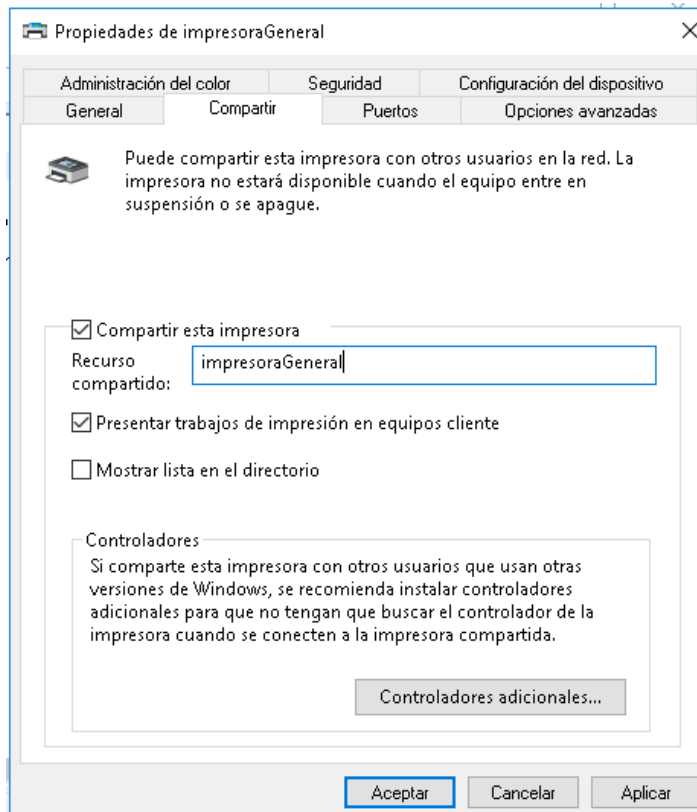 Propiedades de impresoraGeneral
Administración del color Seguridad Configuración del dispositivo
General Compartir Puertos Opciones avanzadas
Puede compartir esta impresora con otros usuarios en la red. La
impresora no estará disponible cuando el equipo entre en
suspensión o se apague.
Compartir esta impresora
Recurso
compartido:
impresoraGeneral
Presentar trabajos de impresión en equipos cliente
Mostrar lista en el directorio
Controladores
Si comparte esta impresora con otros usuarios que usan otras
versiones de Windows, se recomienda instalar controladores
adicionales para que no tengan que buscar el controlador de la
impresora cuando se conecten a la impresora compartida.
Controladores adicionales...
Aceptar Cancelar Aplicar